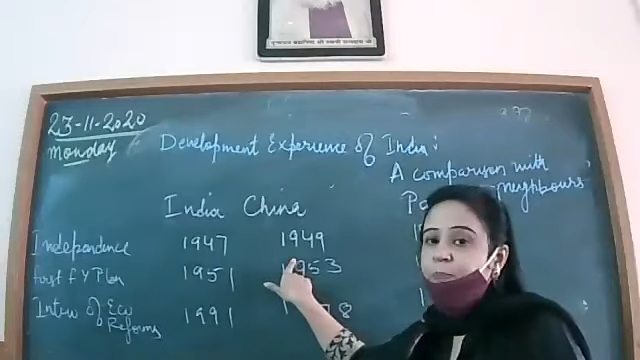 23-11-2020
Monday
Development Experience of India:
A comparison with
neighbours
India China
Independence 1947 1949
first FYPlan 1951 1953
Intro of Eco 1991 8
Reforms